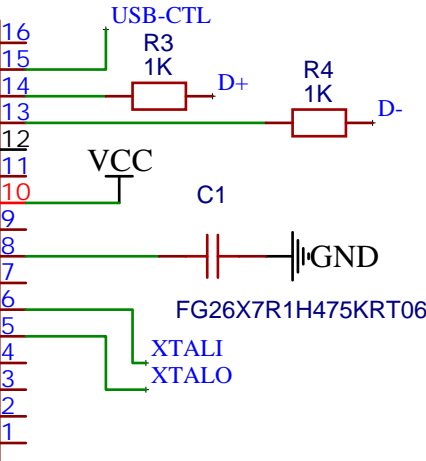 USB-CTL
16
R3
15
1K
R4
14
D+
1K
13
D-
12
VCC
11
10
C1
9
8
GND
7
6
FG26X7R1H475KRT06
5
XTALI
4
XTALO
3
2
1